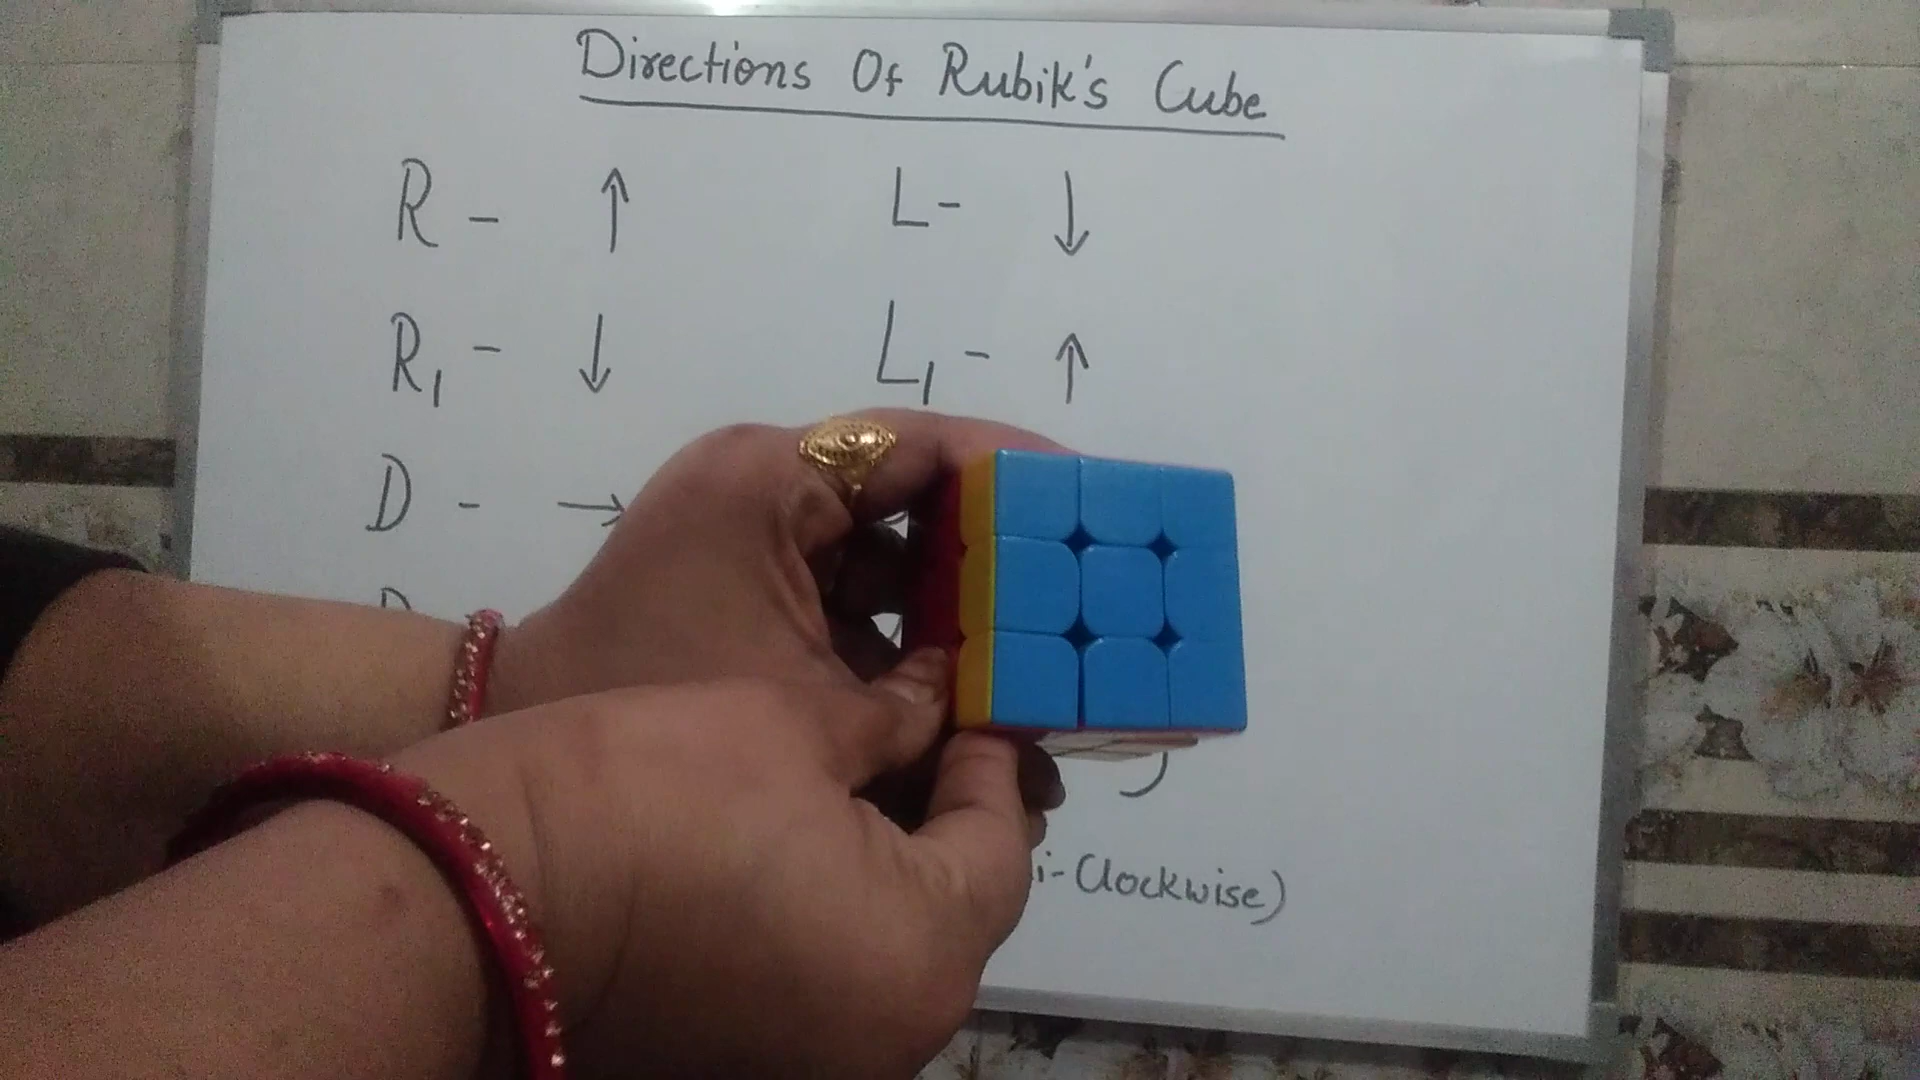 Directions Of Rubik's Cube
R - ↑ L - ↓
R₁ - ↓ L₁ - ↑
D - →
i-Clockwise)